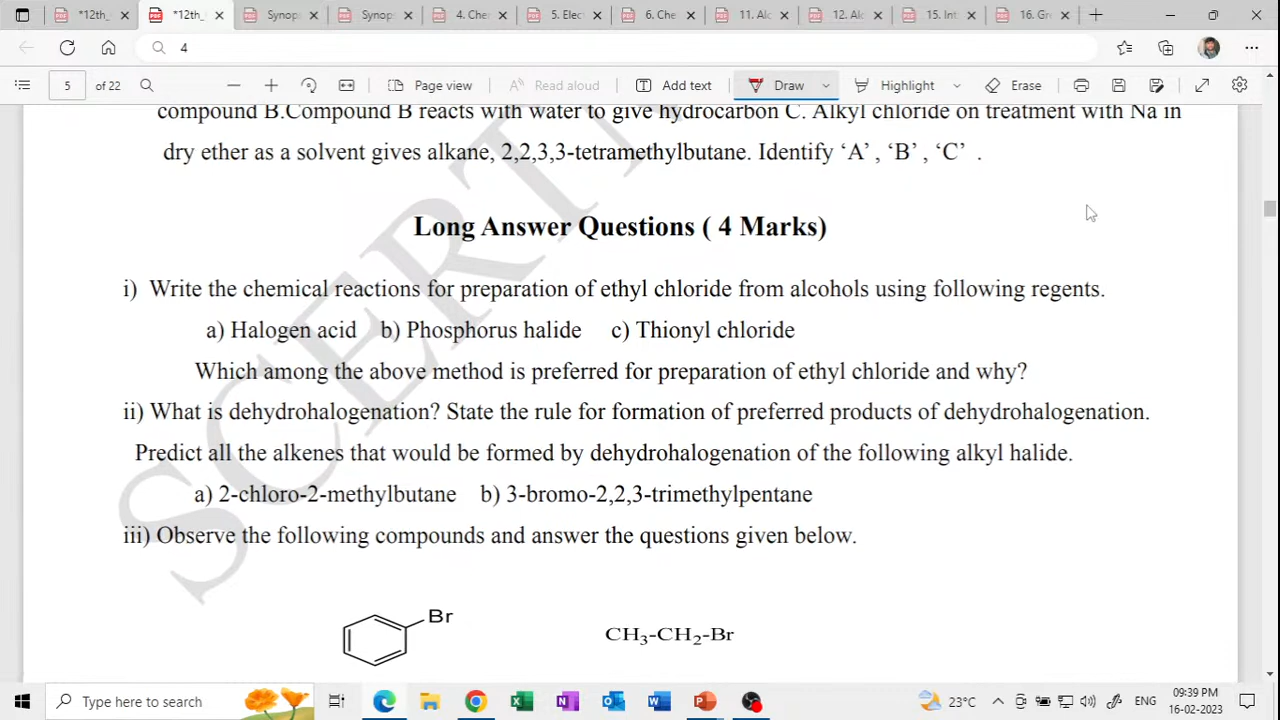 *12th_
*12th_
Synops
Synops
4. Che
5. Elec
6. Che
11. Alc
12. Ald
15. Int
16. Gre
4
5 of 22
Page view
Read aloud
Add text
Draw
Highlight
Erase
compound B.Compound B reacts with water to give hydrocarbon C. Alkyl chloride on treatment with Na in
dry ether as a solvent gives alkane, 2,2,3,3-tetramethylbutane. Identify ‘A’ , ‘B’ , ‘C’ .
Long Answer Questions ( 4 Marks)
i) Write the chemical reactions for preparation of ethyl chloride from alcohols using following regents.
a) Halogen acid b) Phosphorus halide c) Thionyl chloride
Which among the above method is preferred for preparation of ethyl chloride and why?
ii) What is dehydrohalogenation? State the rule for formation of preferred products of dehydrohalogenation.
Predict all the alkenes that would be formed by dehydrohalogenation of the following alkyl halide.
a) 2-chloro-2-methylbutane b) 3-bromo-2,2,3-trimethylpentane
iii) Observe the following compounds and answer the questions given below.
Br
CH3-CH2-Br
SCERT
Type here to search
23°C
ENG
09:39 PM
16-02-2023